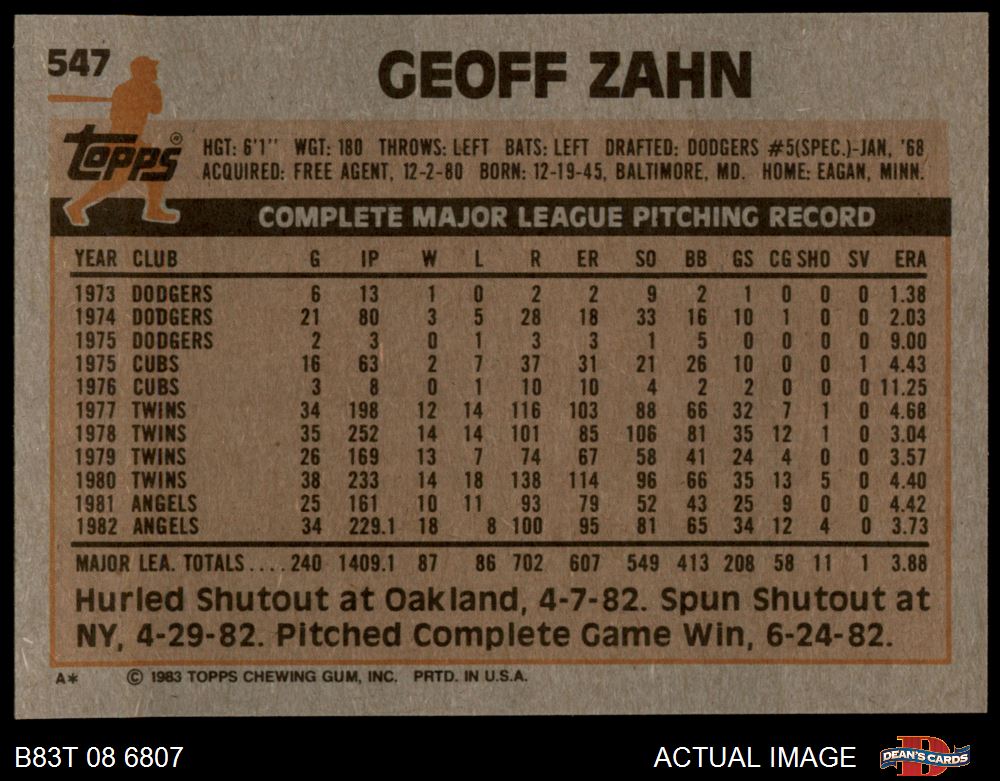 547
GEOFF ZAHN
Topps®
HGT: 6'1" WGT: 180 THROWS: LEFT BATS: LEFT DRAFTED: DODGERS #5(SPEC.)-JAN, '68
ACQUIRED: FREE AGENT, 12-2-80 BORN: 12-19-45, BALTIMORE, MD. HOME: EAGAN, MINN.
COMPLETE MAJOR LEAGUE PITCHING RECORD
YEAR CLUB G IP W L R ER SO BB GS CG SHO SV ERA
1973 DODGERS 6 13 1 0 2 2 9 2 1 0 0 0 1.38
1974 DODGERS 21 80 3 5 28 18 33 16 10 1 0 0 2.03
1975 DODGERS 2 3 0 1 3 3 1 5 0 0 0 0 9.00
1975 CUBS 16 63 2 7 37 31 21 26 10 0 0 1 4.43
1976 CUBS 3 8 0 1 10 10 4 2 2 0 0 0 11.25
1977 TWINS 34 198 12 14 116 103 88 66 32 7 1 0 4.68
1978 TWINS 35 252 14 14 101 85 106 81 35 12 1 0 3.04
1979 TWINS 26 169 13 7 74 67 58 41 24 4 0 0 3.57
1980 TWINS 38 233 14 18 138 114 96 66 35 13 5 0 4.40
1981 ANGELS 25 161 10 11 93 79 52 43 25 9 0 0 4.42
1982 ANGELS 34 229.1 18 8 100 95 81 65 34 12 4 0 3.73
MAJOR LEA. TOTALS....240 1409.1 87 86 702 607 549 413 208 58 11 1 3.88
Hurled Shutout at Oakland, 4-7-82. Spun Shutout at
NY, 4-29-82. Pitched Complete Game Win, 6-24-82.
A* © 1983 TOPPS CHEWING GUM, INC. PRTD. IN U.S.A.
B83T 08 6807 ACTUAL IMAGE DEAN'S CARDS